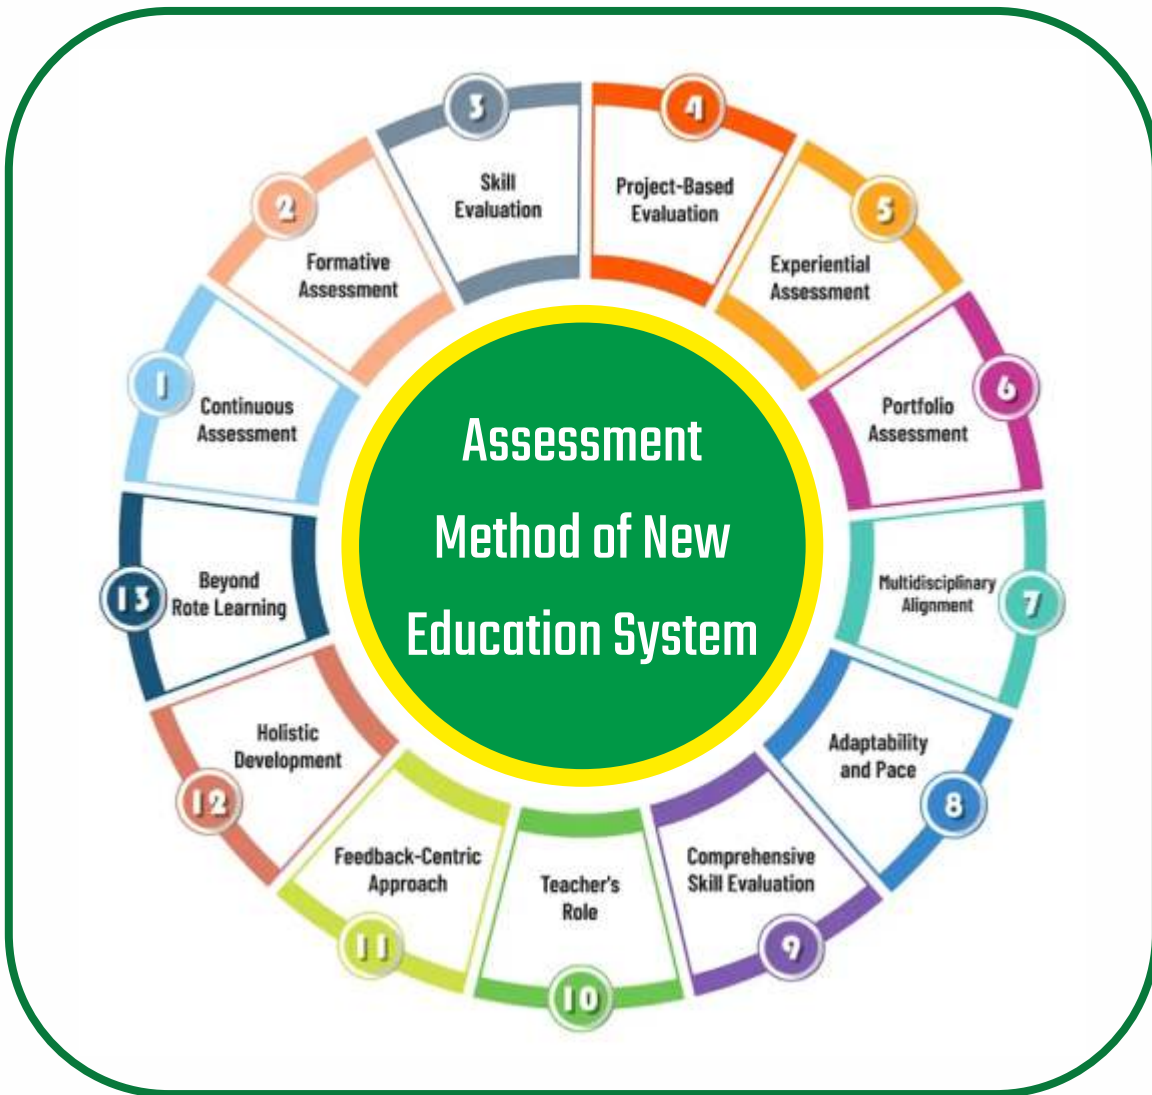 Assessment
Method of New
Education System
1
Continuous
Assessment
2
Formative
Assessment
3
Skill
Evaluation
4
Project-Based
Evaluation
5
Experiential
Assessment
6
Portfolio
Assessment
7
Multidisciplinary
Alignment
8
Adaptability
and Pace
9
Comprehensive
Skill Evaluation
10
Teacher's
Role
11
Feedback-Centric
Approach
12
Holistic
Development
13
Beyond
Rote Learning